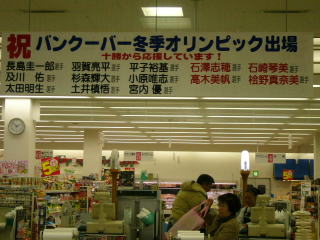 祝 バンクーバー冬季オリンピック出場
十勝から応援しています!
長島圭一郎選手 羽賀亮平選手 平子裕基選手 石澤志穂選手 石崎琴美選手
及川 佑選手 杉森輝大選手 小原唯志選手 高木美帆選手 桧野真奈美選手
太田明生選手 土井槙悟選手 宮内 優選手